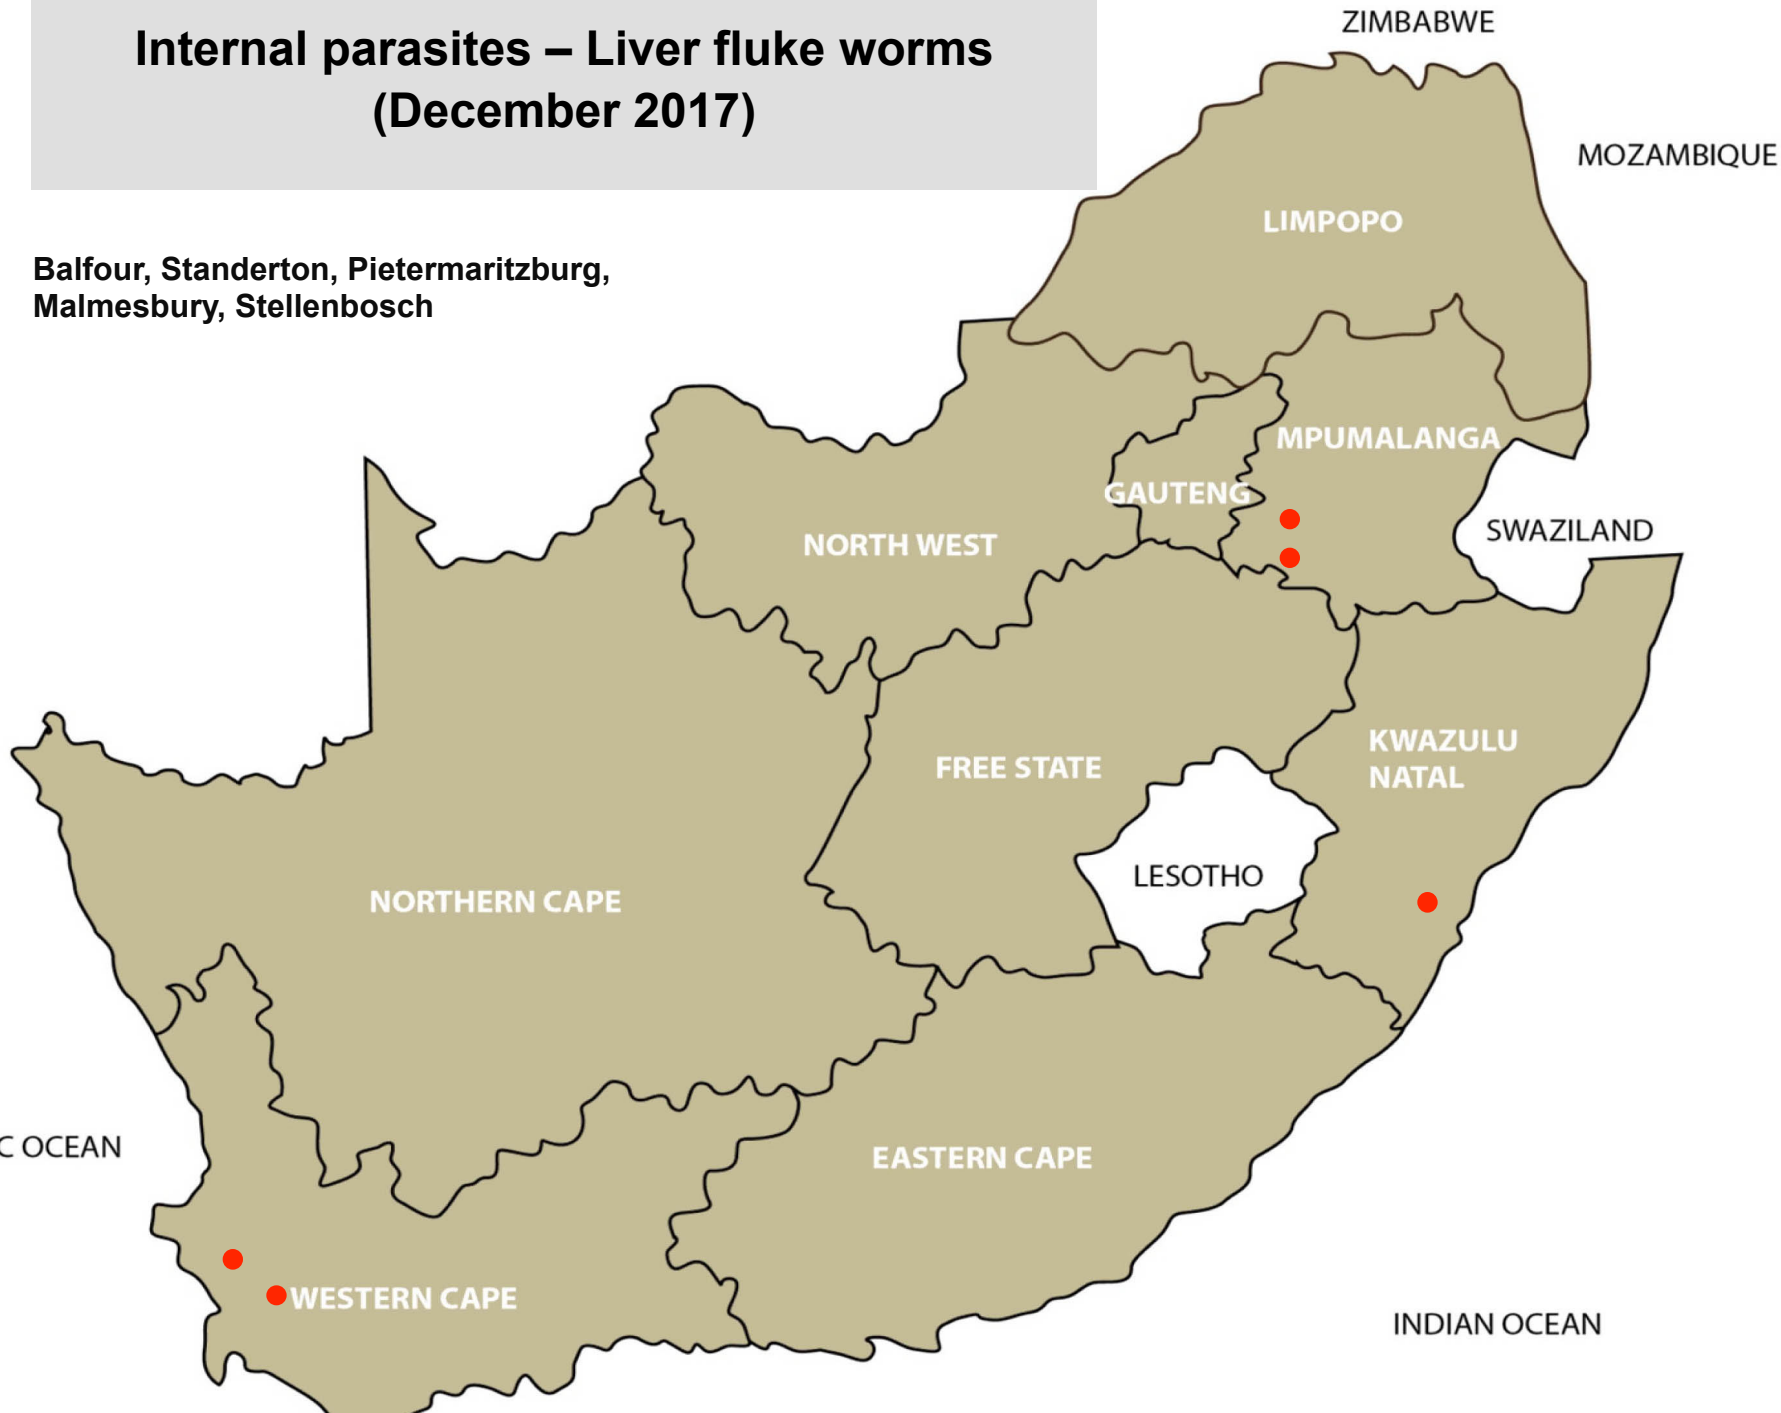 Internal parasites – Liver fluke worms
(December 2017)
Balfour, Standerton, Pietermaritzburg,
Malmesbury, Stellenbosch
ZIMBABWE
MOZAMBIQUE
LIMPOPO
MPUMALANGA
GAUTENG
SWAZILAND
NORTH WEST
KWAZULU
NATAL
FREE STATE
LESOTHO
NORTHERN CAPE
C OCEAN
EASTERN CAPE
WESTERN CAPE
INDIAN OCEAN